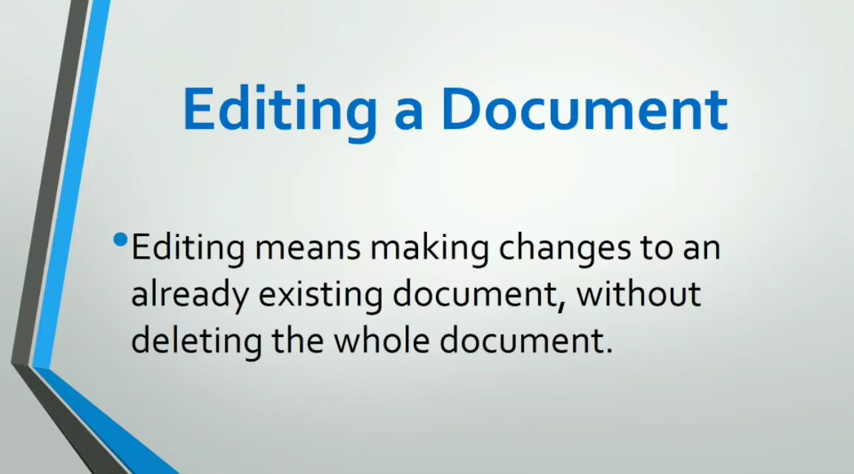 Editing a Document
•Editing means making changes to an
already existing document, without
deleting the whole document.